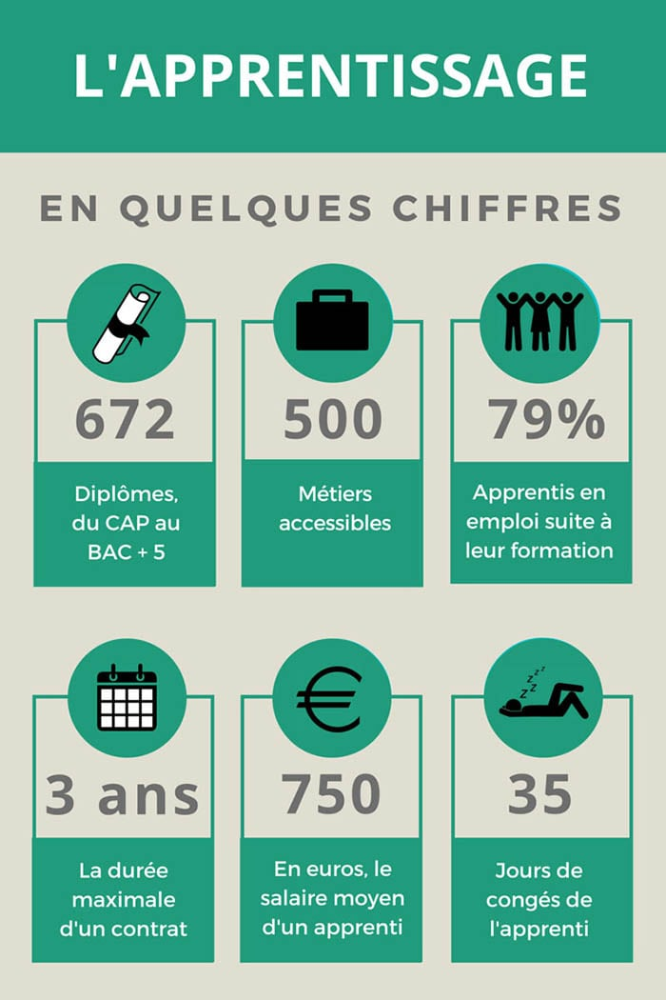 L'APPRENTISSAGE
EN QUELQUES CHIFFRES
672
Diplômes,
du CAP au
BAC + 5
500
Métiers
accessibles
79%
Apprentis en
emploi suite à
leur formation
3 ans
La durée
maximale
d'un contrat
750
En euros, le
salaire moyen
d'un apprenti
zzZZ
35
Jours de
congés de
l'apprenti